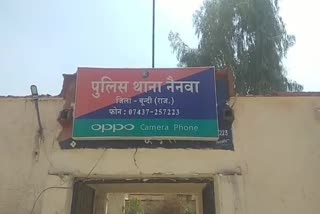 पुलिस थाना नैनवा
जिला - बून्दी (राज.)
फोन : 07437-257223
oppo Camera Phone